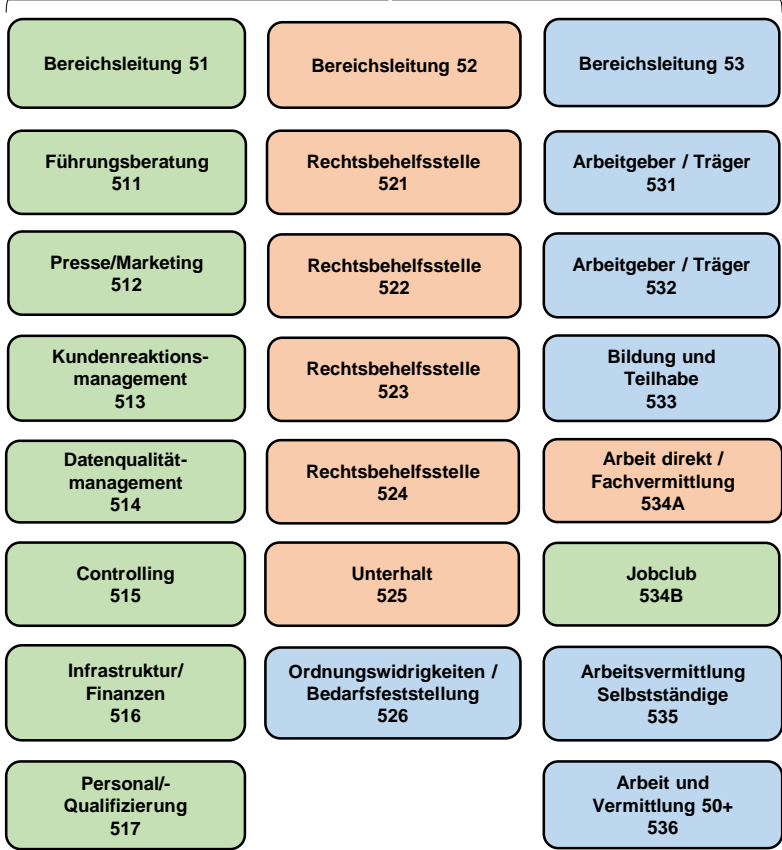 Bereichsleitung 51
Bereichsleitung 52
Bereichsleitung 53
Führungsberatung
511
Rechtsbehelfsstelle
521
Arbeitgeber / Träger
531
Presse/Marketing
512
Rechtsbehelfsstelle
522
Arbeitgeber / Träger
532
Kundenreaktions-
management
513
Rechtsbehelfsstelle
523
Bildung und
Teilhabe
533
Datenqualität-
management
514
Rechtsbehelfsstelle
524
Arbeit direkt /
Fachvermittlung
534A
Controlling
515
Unterhalt
525
Jobclub
534B
Infrastruktur/
Finanzen
516
Ordnungswidrigkeiten /
Bedarfsfeststellung
526
Arbeitsvermittlung
Selbstständige
535
Personal/-
Qualifizierung
517
Arbeit und
Vermittlung 50+
536